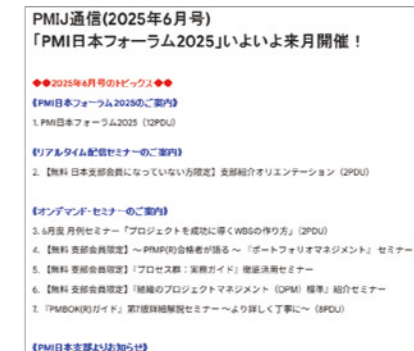 PMIJ通信(2025年6月号)
「PMI日本フォーラム2025」いよいよ来月開催！
◆◆2025年6月号のトピックス◆◆
《PMI日本フォーラム2025のご案内》
1. PMI日本フォーラム2025（12PDU）
《リアルタイム配信セミナーのご案内》
2. 【無料 日本支部会員になっていない方限定】支部紹介オリエンテーション（2PDU）
《オンデマンド・セミナーのご案内》
3. 6月度 月例セミナー「プロジェクトを成功に導くWBSの作り方」（2PDU）
4. 【無料 支部会員限定】～ PfMP(R)合格者が語る ～ 『ポートフォリオマネジメント』 セミナー
5. 【無料 支部会員限定】『プロセス群：実務ガイド』徹底活用セミナー
6. 【無料 支部会員限定】『組織のプロジェクトマネジメント（OPM）標準』紹介セミナー
7. 『PMBOK(R)ガイド』第7版詳細解説セミナー ～より詳しく丁寧に～（8PDU）
《PMI日本支部よりお知らせ》